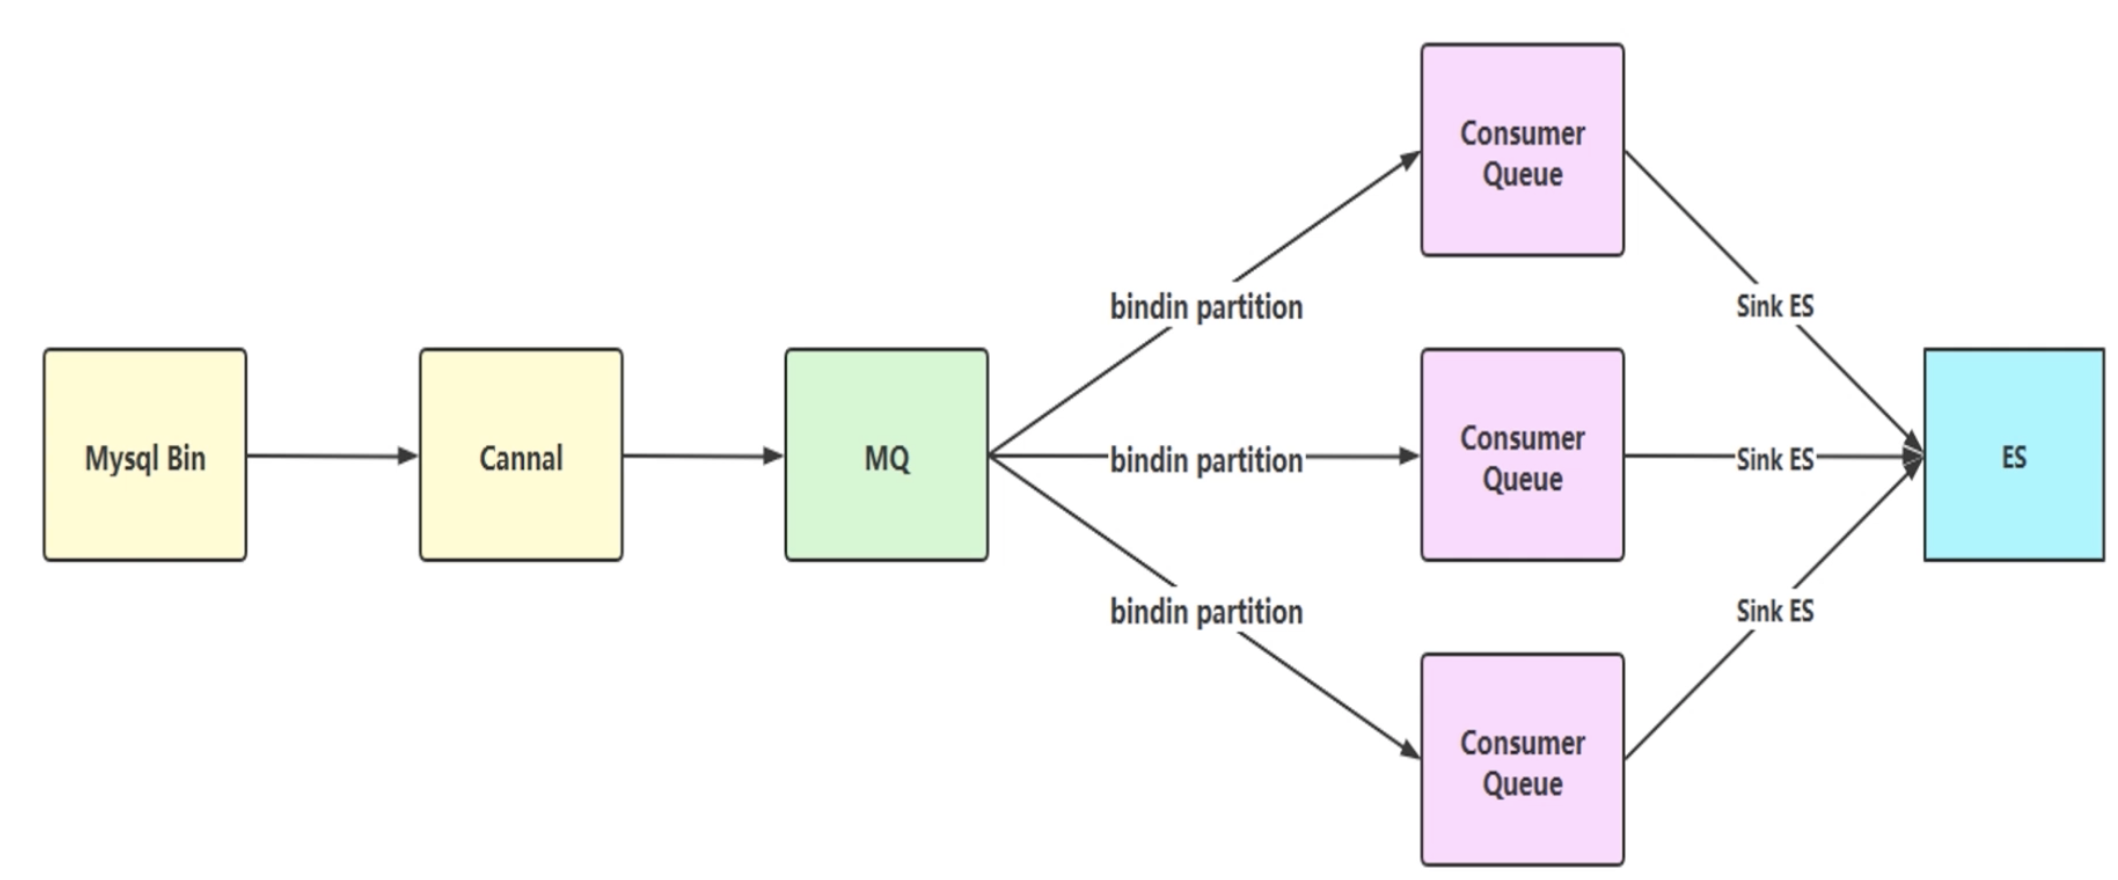 Mysql Bin
Cannal
MQ
bindin partition
bindin partition
bindin partition
Consumer
Queue
Consumer
Queue
Consumer
Queue
Sink ES
Sink ES
Sink ES
ES